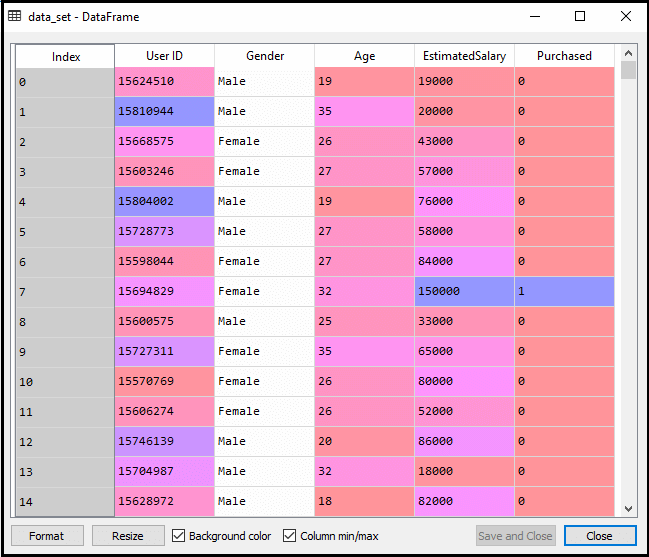 data_set - DataFrame
Index User ID Gender Age EstimatedSalary Purchased
0 15624510 Male 19 19000 0
1 15810944 Male 35 20000 0
2 15668575 Female 26 43000 0
3 15603246 Female 27 57000 0
4 15804002 Male 19 76000 0
5 15728773 Male 27 58000 0
6 15598044 Female 27 84000 0
7 15694829 Female 32 150000 1
8 15600575 Male 25 33000 0
9 15727311 Female 35 65000 0
10 15570769 Female 26 80000 0
11 15606274 Female 26 52000 0
12 15746139 Male 20 86000 0
13 15704987 Male 32 18000 0
14 15628972 Male 18 82000 0
Format Resize Background color Column min/max Save and Close Close